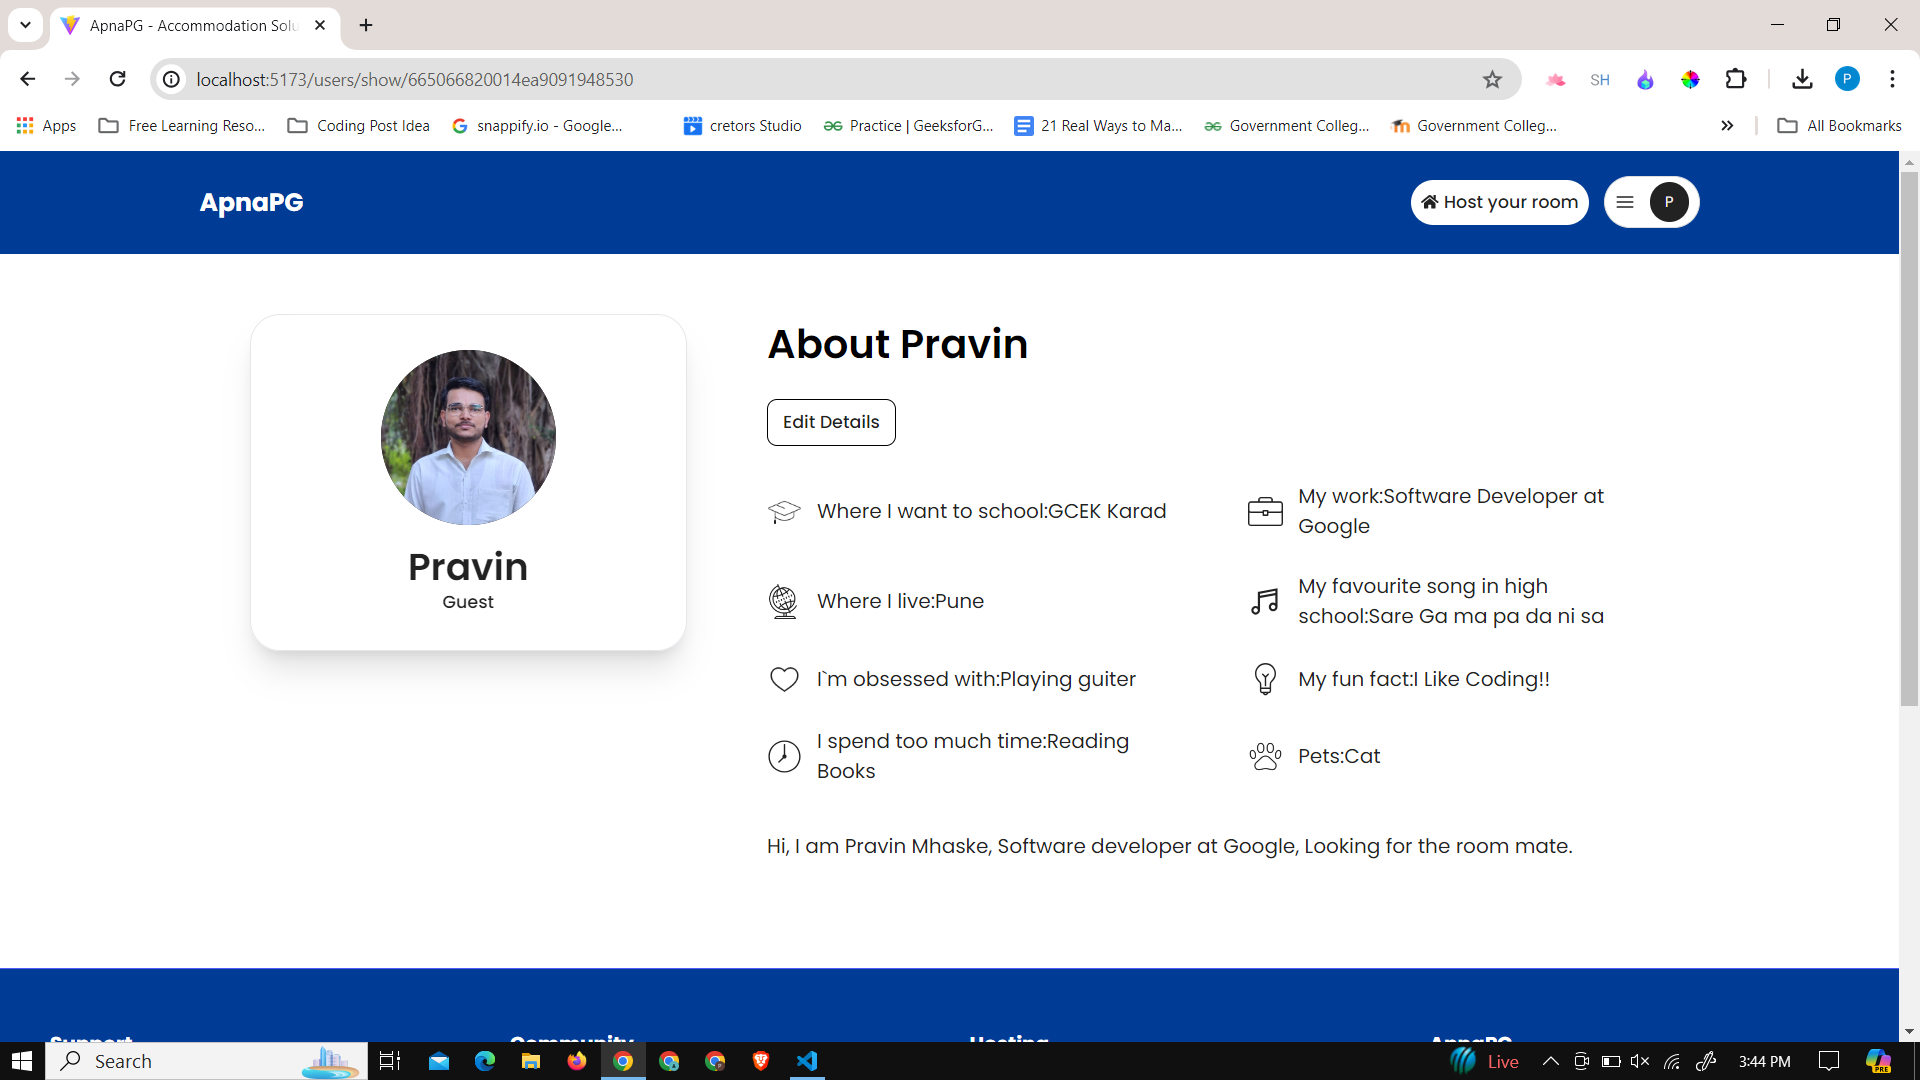 ApnaPG - Accommodation Solu
localhost:5173/users/show/665066820014ea9091948530
SH
P
Apps
Free Learning Reso...
Coding Post Idea
snappify.io - Google...
cretors Studio
Practice | GeeksforG...
21 Real Ways to Ma...
Government Colleg...
Government Colleg...
All Bookmarks
ApnaPG
Host your room
P
About Pravin
Edit Details
Pravin
Guest
Where I want to school:GCEK Karad
My work:Software Developer at
Google
Where I live:Pune
My favourite song in high
school:Sare Ga ma pa da ni sa
I`m obsessed with:Playing guiter
My fun fact:I Like Coding!!
I spend too much time:Reading
Books
Pets:Cat
Hi, I am Pravin Mhaske, Software developer at Google, Looking for the room mate.
Support
Community
Hosting
ApnaPG
Search
Live
3:44 PM
PRE